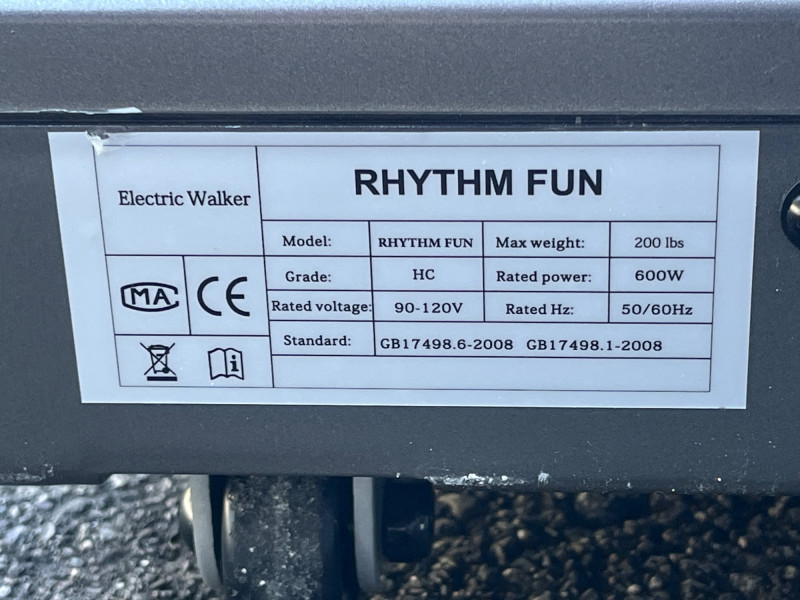 Electric Walker
RHYTHM FUN
Model: RHYTHM FUN Max weight: 200 lbs
Grade: HC Rated power: 600W
Rated voltage: 90-120V Rated Hz: 50/60Hz
Standard: GB17498.6-2008 GB17498.1-2008
MA CE
i